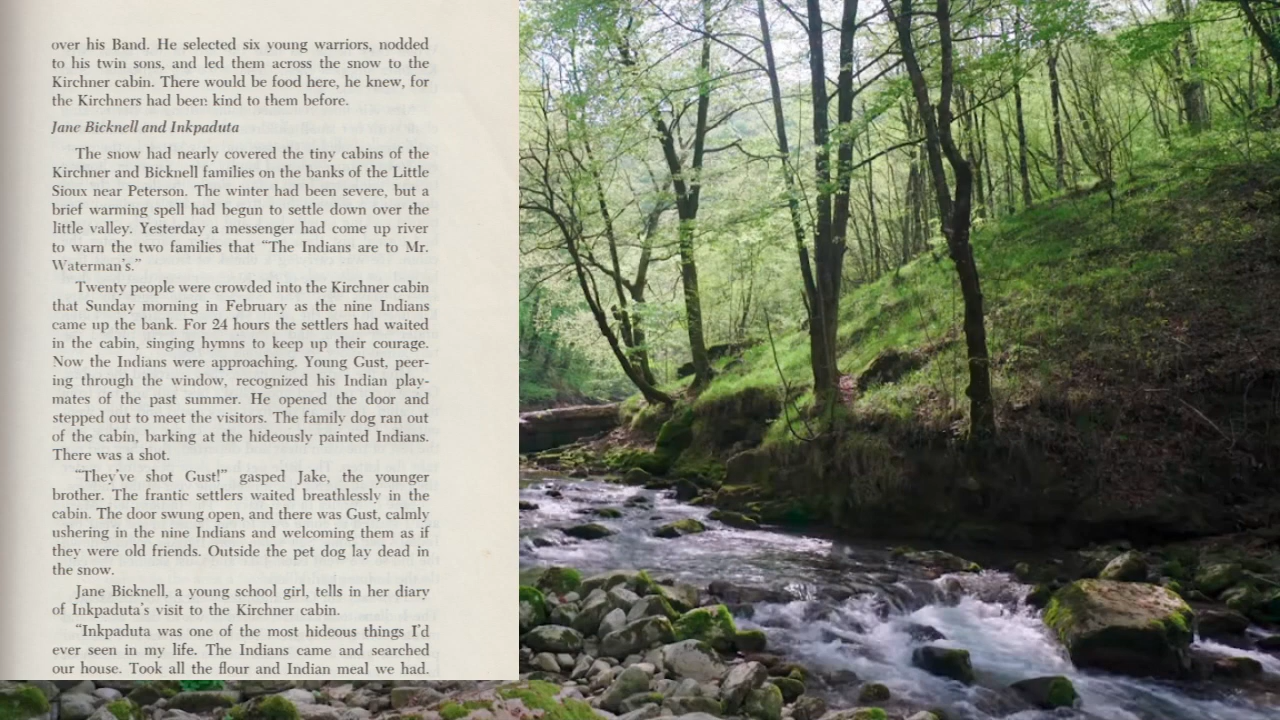 over his Band. He selected six young warriors, nodded
to his twin sons, and led them across the snow to the
Kirchner cabin. There would be food here, he knew, for
the Kirchners had been kind to them before.
Jane Bicknell and Inkpaduta
The snow had nearly covered the tiny cabins of the
Kirchner and Bicknell families on the banks of the Little
Sioux near Peterson. The winter had been severe, but a
brief warming spell had begun to settle down over the
little valley. Yesterday a messenger had come up river
to warn the two families that “The Indians are to Mr.
Waterman’s.”
Twenty people were crowded into the Kirchner cabin
that Sunday morning in February as the nine Indians
came up the bank. For 24 hours the settlers had waited
in the cabin, singing hymns to keep up their courage.
Now the Indians were approaching. Young Gust, peer-
ing through the window, recognized his Indian play-
mates of the past summer. He opened the door and
stepped out to meet the visitors. The family dog ran out
of the cabin, barking at the hideously painted Indians.
There was a shot.
“They’ve shot Gust!” gasped Jake, the younger
brother. The frantic settlers waited breathlessly in the
cabin. The door swung open, and there was Gust, calmly
ushering in the nine Indians and welcoming them as if
they were old friends. Outside the pet dog lay dead in
the snow.
Jane Bicknell, a young school girl, tells in her diary
of Inkpaduta’s visit to the Kirchner cabin.
“Inkpaduta was one of the most hideous things I’d
ever seen in my life. The Indians came and searched
our house. Took all the flour and Indian meal we had.